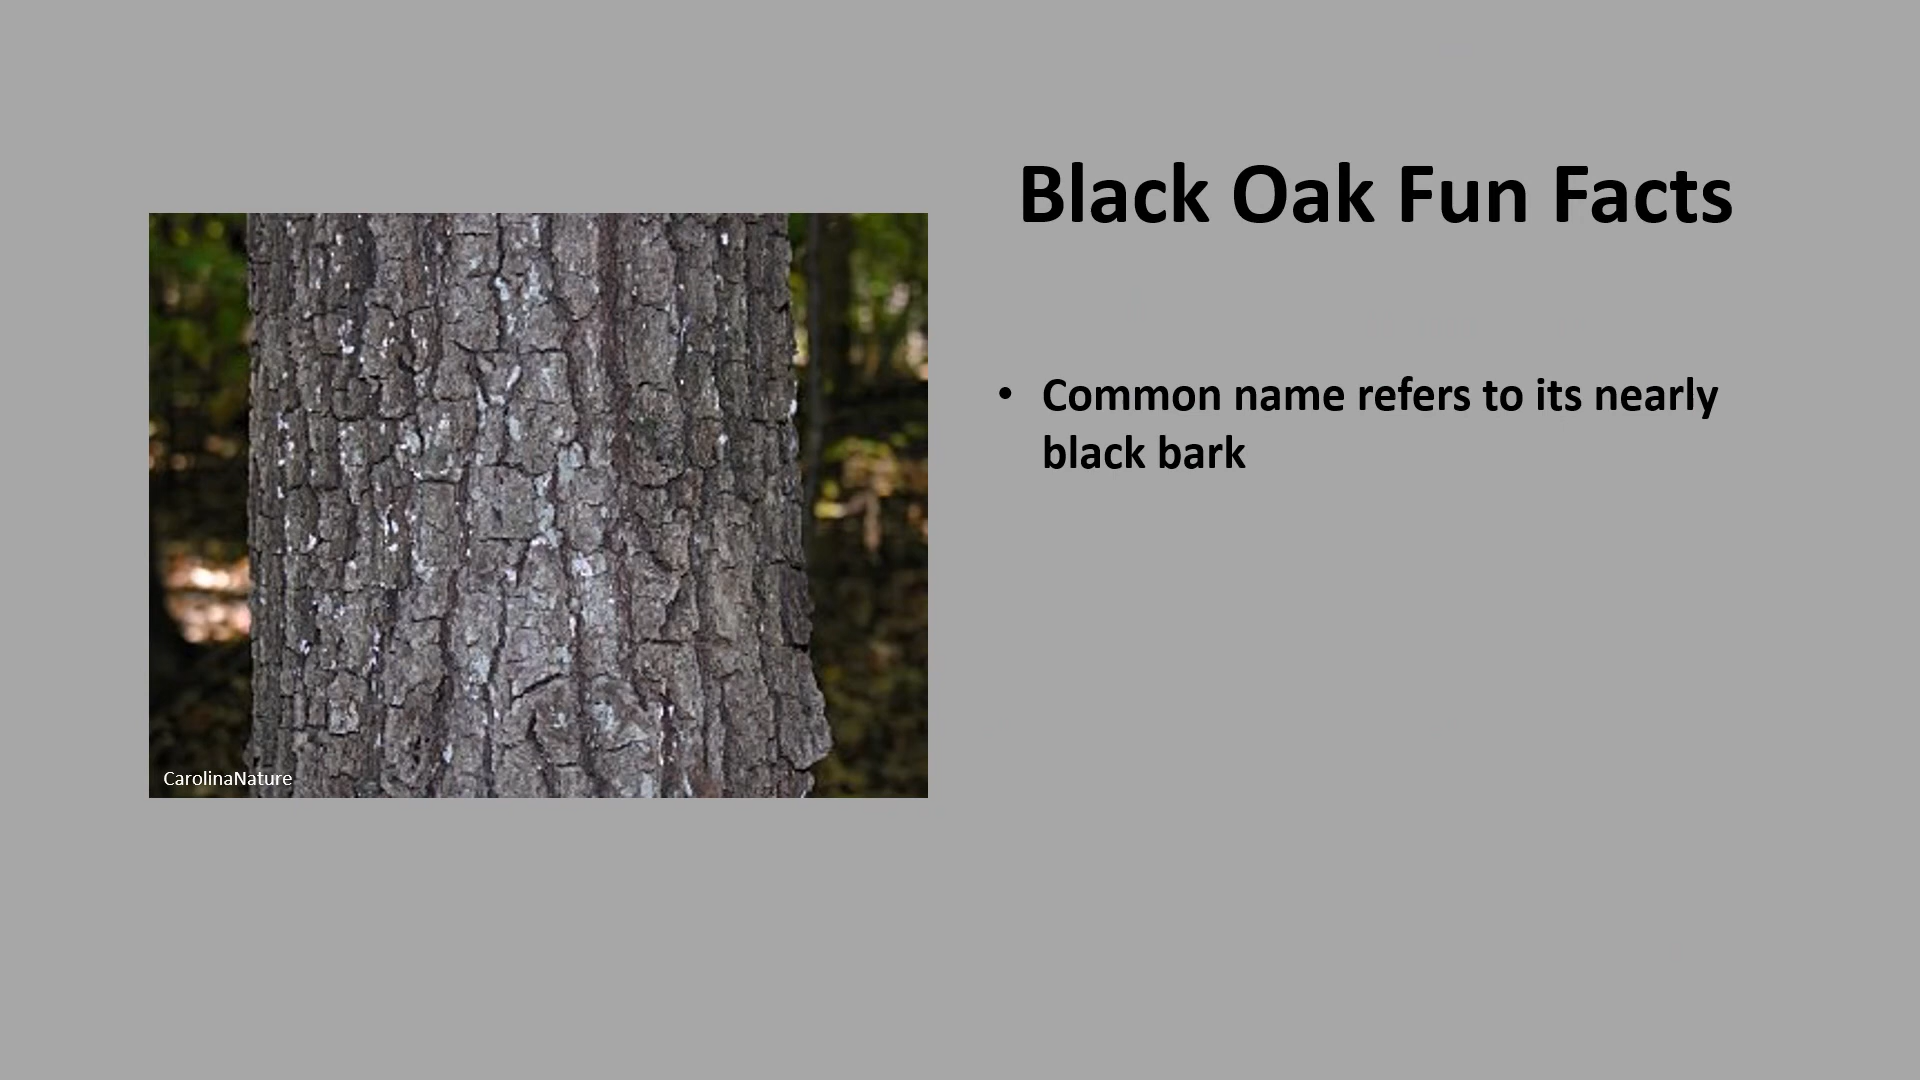 Black Oak Fun Facts
• Common name refers to its nearly
black bark
CarolinaNature